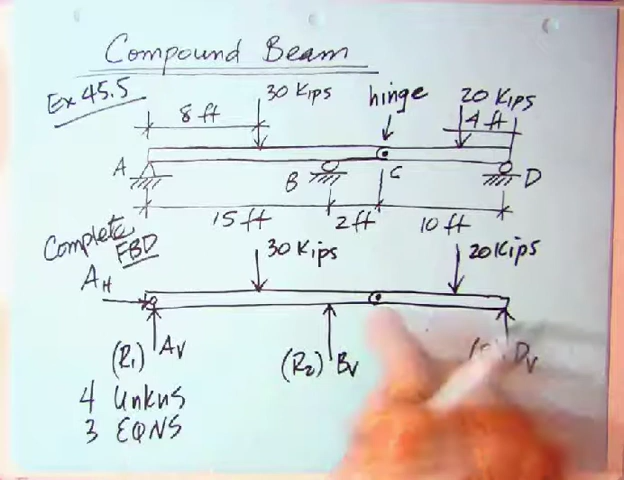 Compound Beam
Ex 45.5
8 ft
30 Kips
hinge
20 Kips
4 ft
A
B
C
D
15 ft
2 ft
10 ft
Complete
FBD
30 Kips
20 Kips
AH
(R1) AV
(R2) BV
DV
4 Unkns
3 EQNS